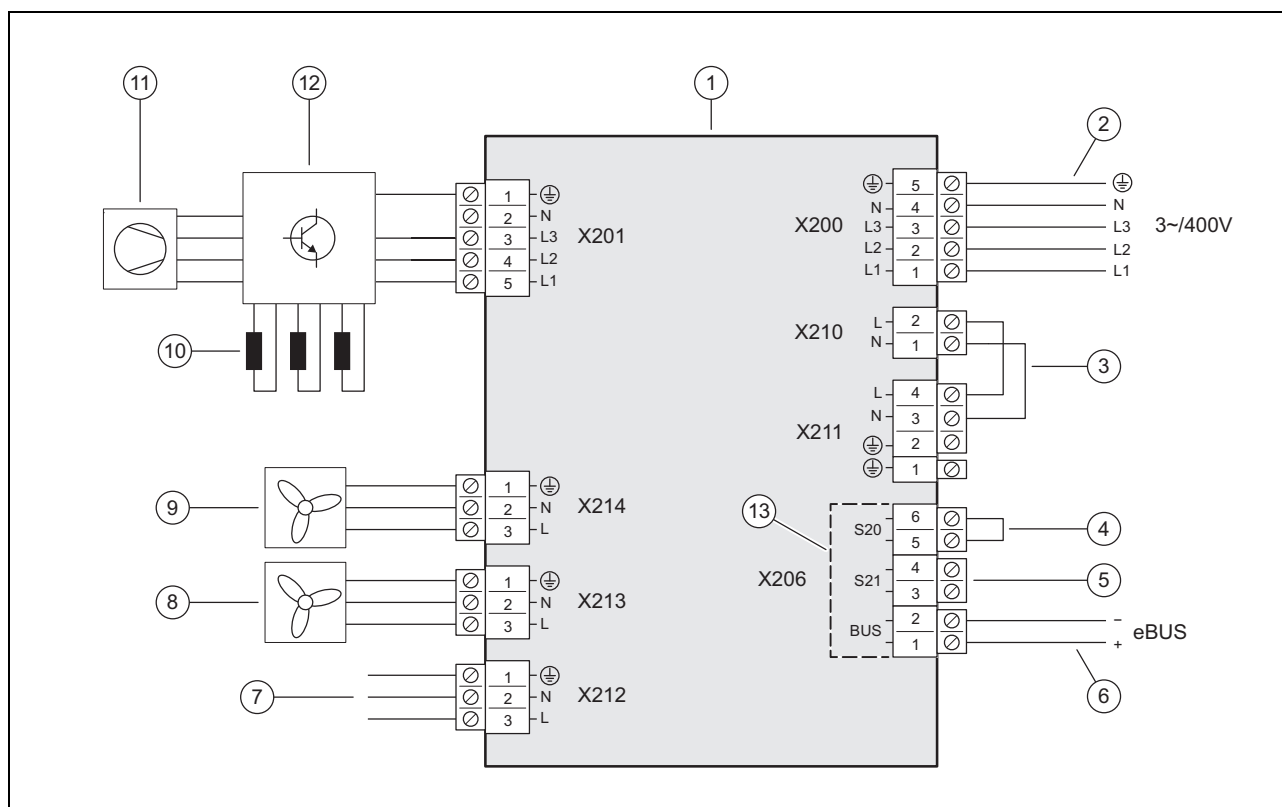 11
12
1
2
X201
1
2 N
3 L3
4 L2
5 L1
X200
5
N 4 N
L3 3 L3
L2 2 L2
L1 1 L1
3~/400V
10
X210
L 2
N 1
3
X211
L 4
N 3
2
1
9
1
2 N
3 L
X214
8
1
2 N
3 L
X213
7
1
2 N
3 L
X212
13
X206
S20
6
5
4
S21
4
3
5
BUS
2 –
1 +
eBUS
6